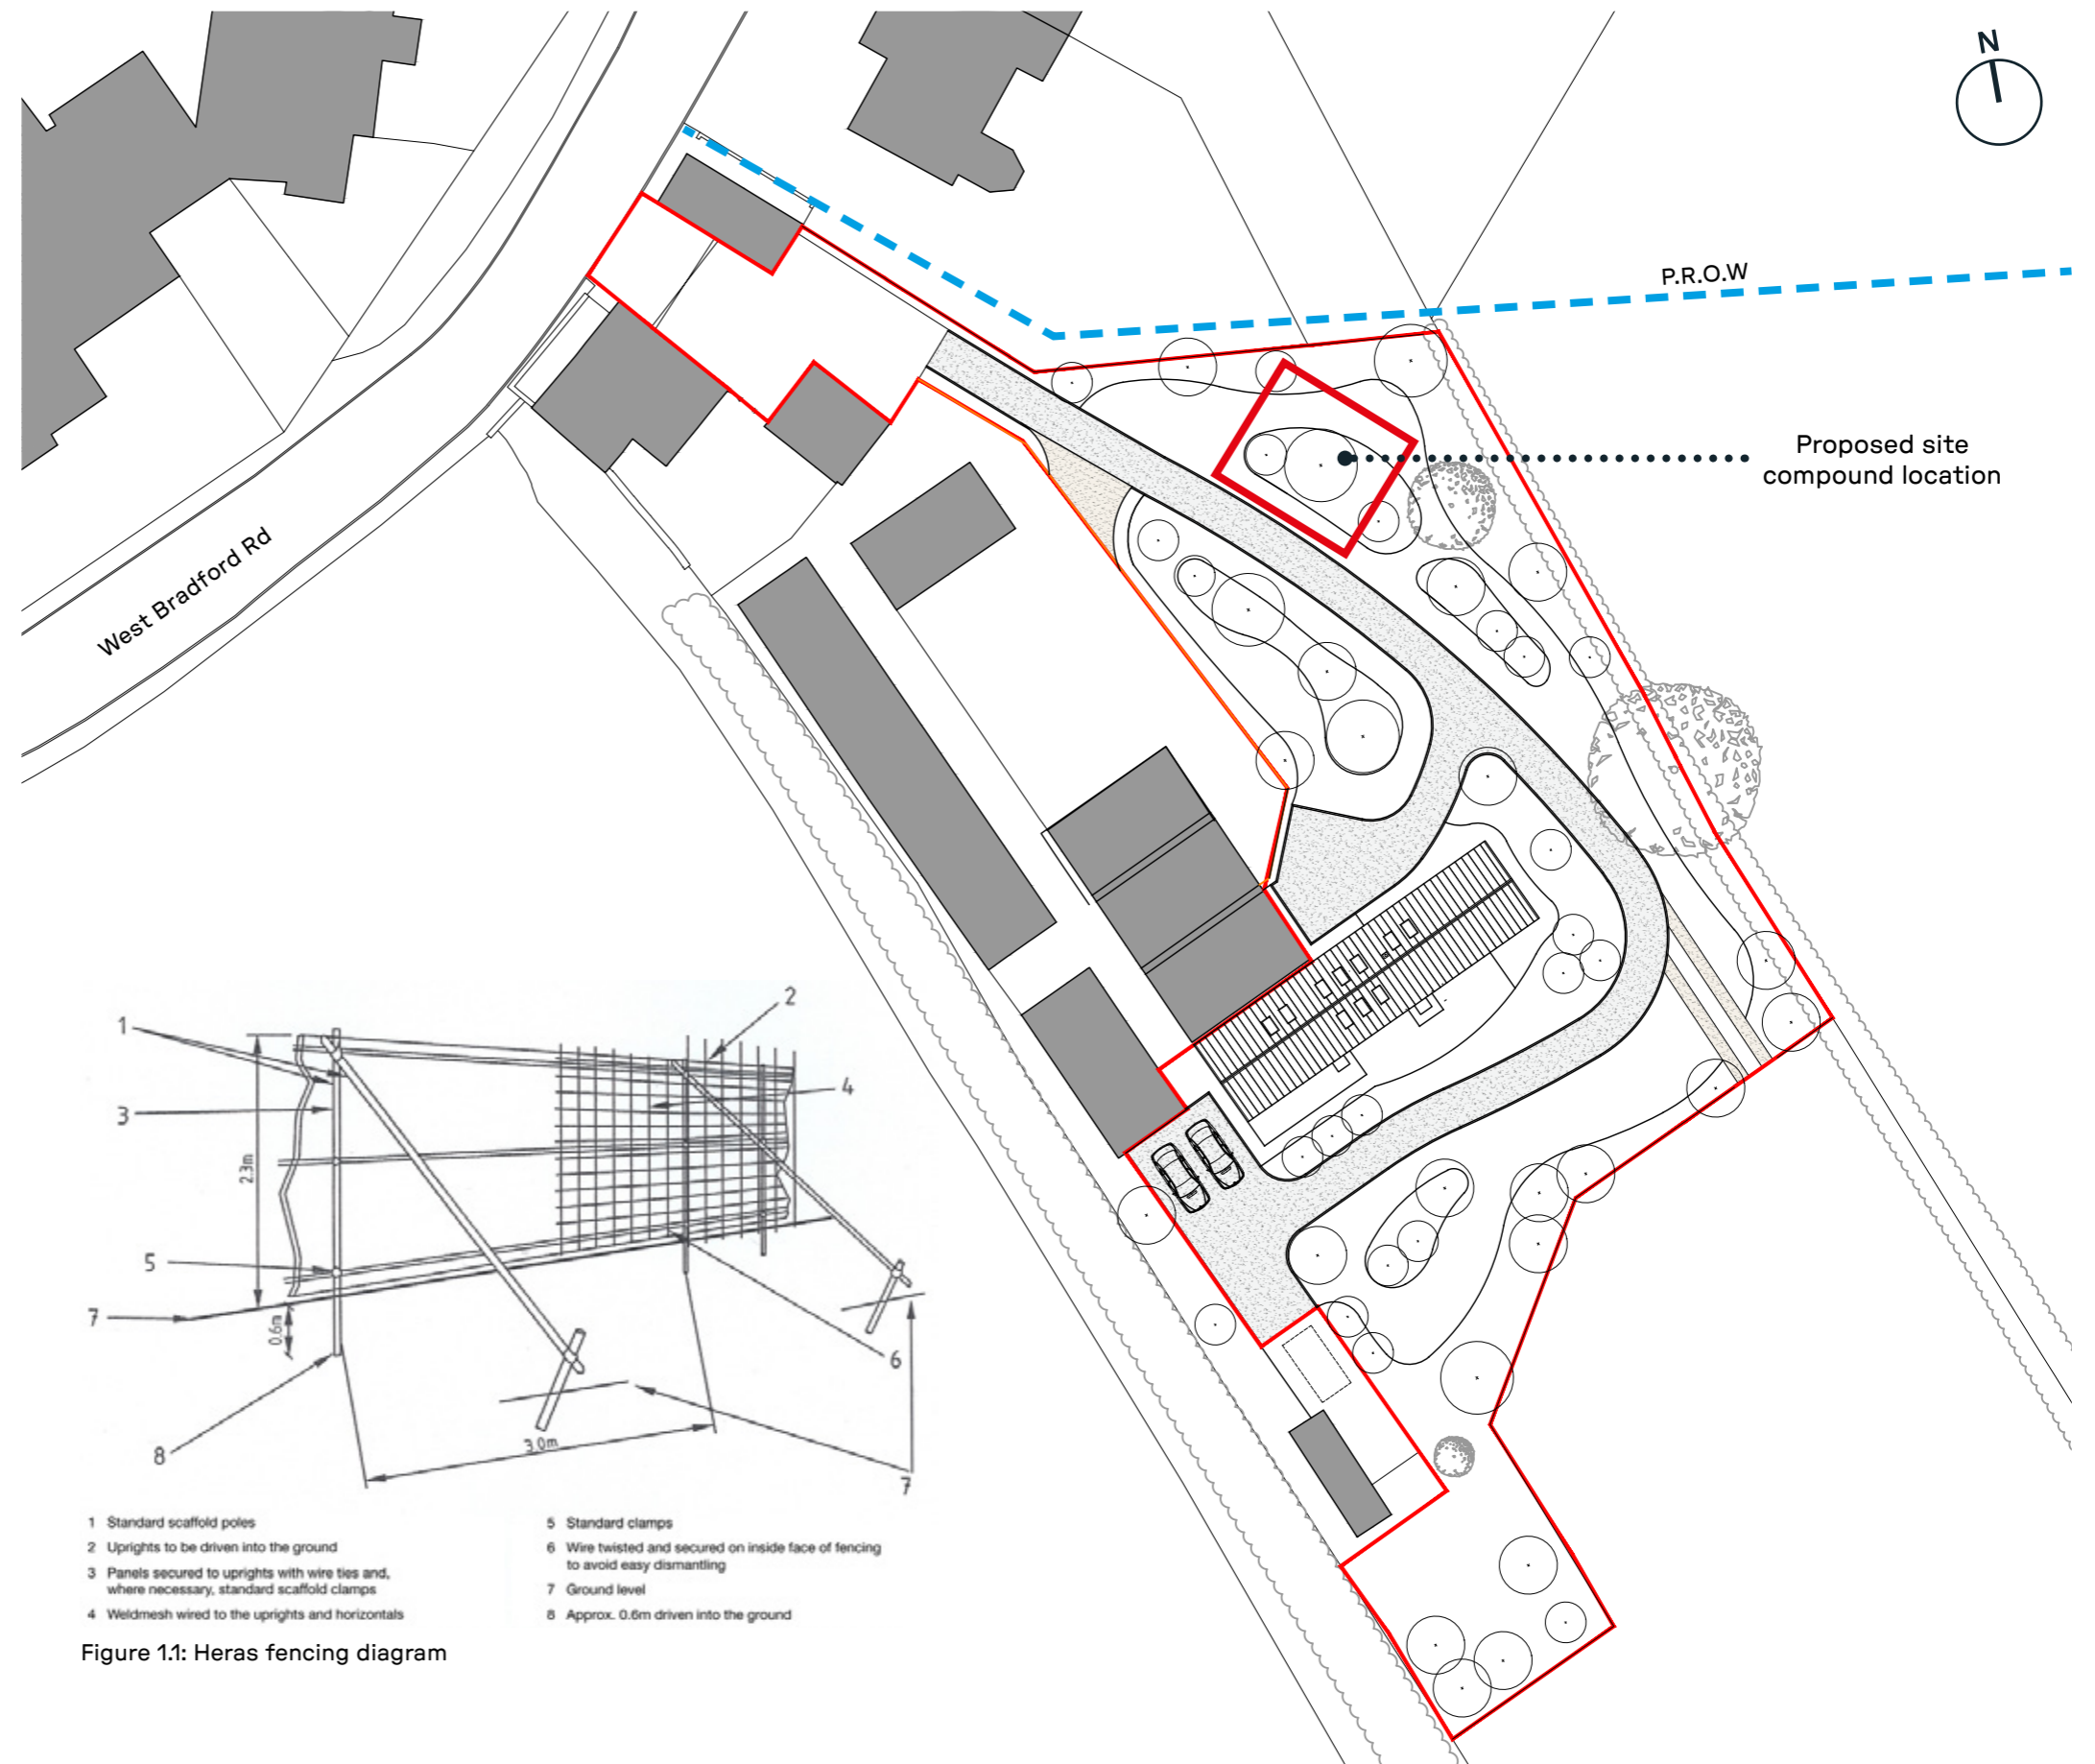 N
P.R.O.W
Proposed site
compound location
West Bradford Rd
1
2
3
4
5
6
7
7
8
2.3m
0.6m
3.0m
1 Standard scaffold poles
2 Uprights to be driven into the ground
3 Panels secured to uprights with wire ties and,
where necessary, standard scaffold clamps
4 Weldmesh wired to the uprights and horizontals
5 Standard clamps
6 Wire twisted and secured on inside face of fencing
to avoid easy dismantling
7 Ground level
8 Approx. 0.6m driven into the ground
Figure 1.1: Heras fencing diagram